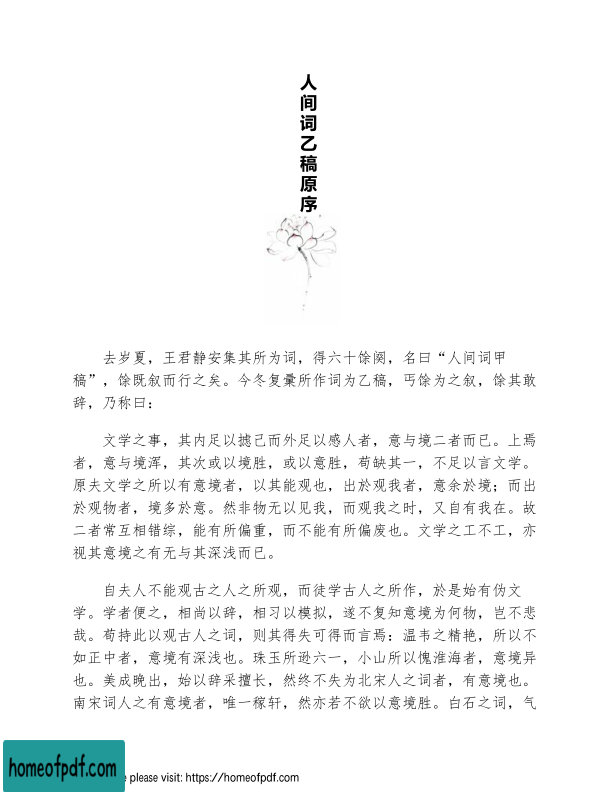 人间词乙稿原序
去岁夏，王君静安集其所为词，得六十馀阕，名曰“人间词甲
稿”，馀既叙而行之矣。今冬复彙所作词为乙稿，丐馀为之叙，馀其敢
辞，乃称曰：
文学之事，其内足以摅己而外足以感人者，意与境二者而已。上焉
者，意与境浑，其次或以境胜，或以意胜，苟缺其一，不足以言文学。
原夫文学之所以有意境者，以其能观也，出於观我者，意余於境；而出
於观物者，境多於意。然非物无以见我，而观我之时，又自有我在。故
二者常互相错综，能有所偏重，而不能有所偏废也。文学之工不工，亦
视其意境之有无与其深浅而已。
自夫人不能观古之人之所观，而徒学古人之所作，於是始有伪文
学。学者便之，相尚以辞，相习以模拟，遂不复知意境为何物，岂不悲
哉。苟持此以观古人之词，则其得失可得而言焉：温韦之精艳，所以不
如正中者，意境有深浅也。珠玉所逊六一，小山所以愧淮海者，意境异
也。美成晚出，始以辞采擅长，然终不失为北宋人之词者，有意境也。
南宋词人之有意境者，唯一稼轩，然亦若不欲以意境胜。白石之词，气
homeofpdf.com
e please visit: https://homeofpdf.com